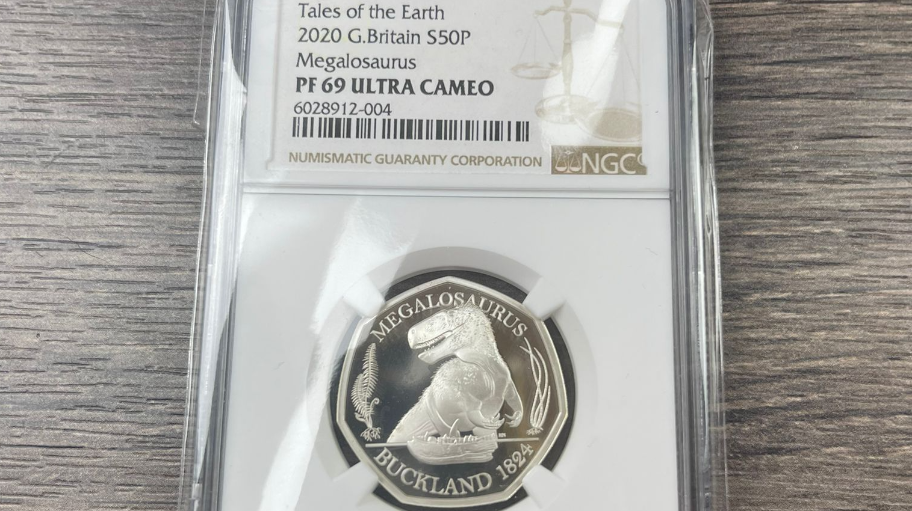 Tales of the Earth
2020 G.Britain S50P
Megalosaurus
PF 69 ULTRA CAMEO
6028912-004
NUMISMATIC GUARANTY CORPORATION
NGC
MEGALOSAURUS
BUCKLAND 1824